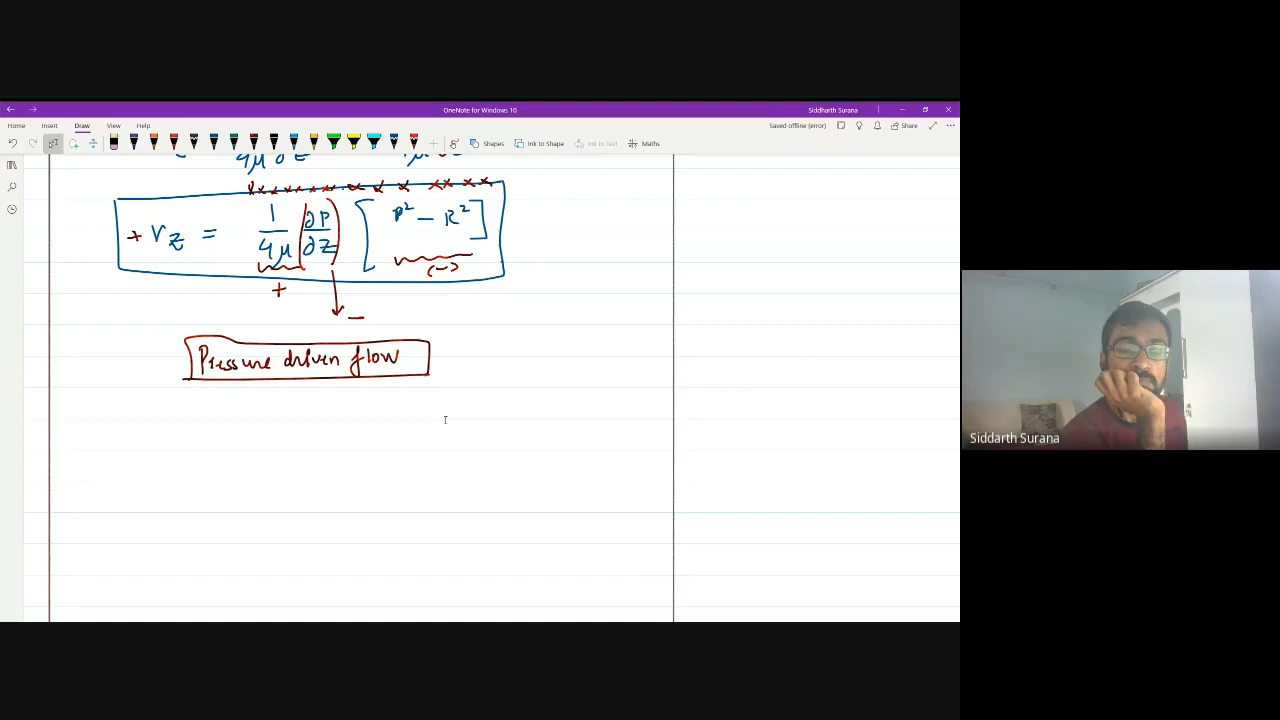 OneNote for Windows 10
Siddharth Surana
Home Insert Draw View Help
Saved offline (error)
Share
Shapes Ink to Shape Ink to Text Maths
4μ ∂z
+ Vz = 1/4μ (∂P/∂z) [r² − R²]
(−)
+
−
Pressure driven flow
Siddarth Surana